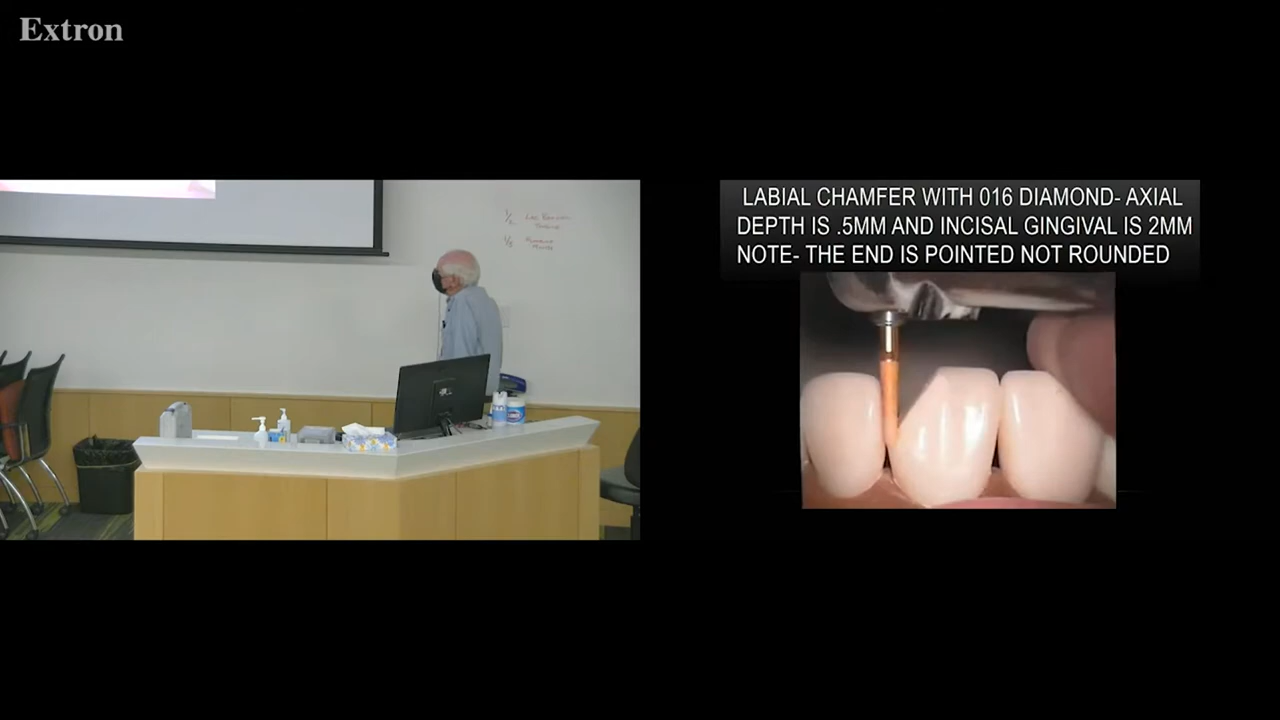 Extron
LABIAL CHAMFER WITH 016 DIAMOND- AXIAL
DEPTH IS .5MM AND INCISAL GINGIVAL IS 2MM
NOTE- THE END IS POINTED NOT ROUNDED